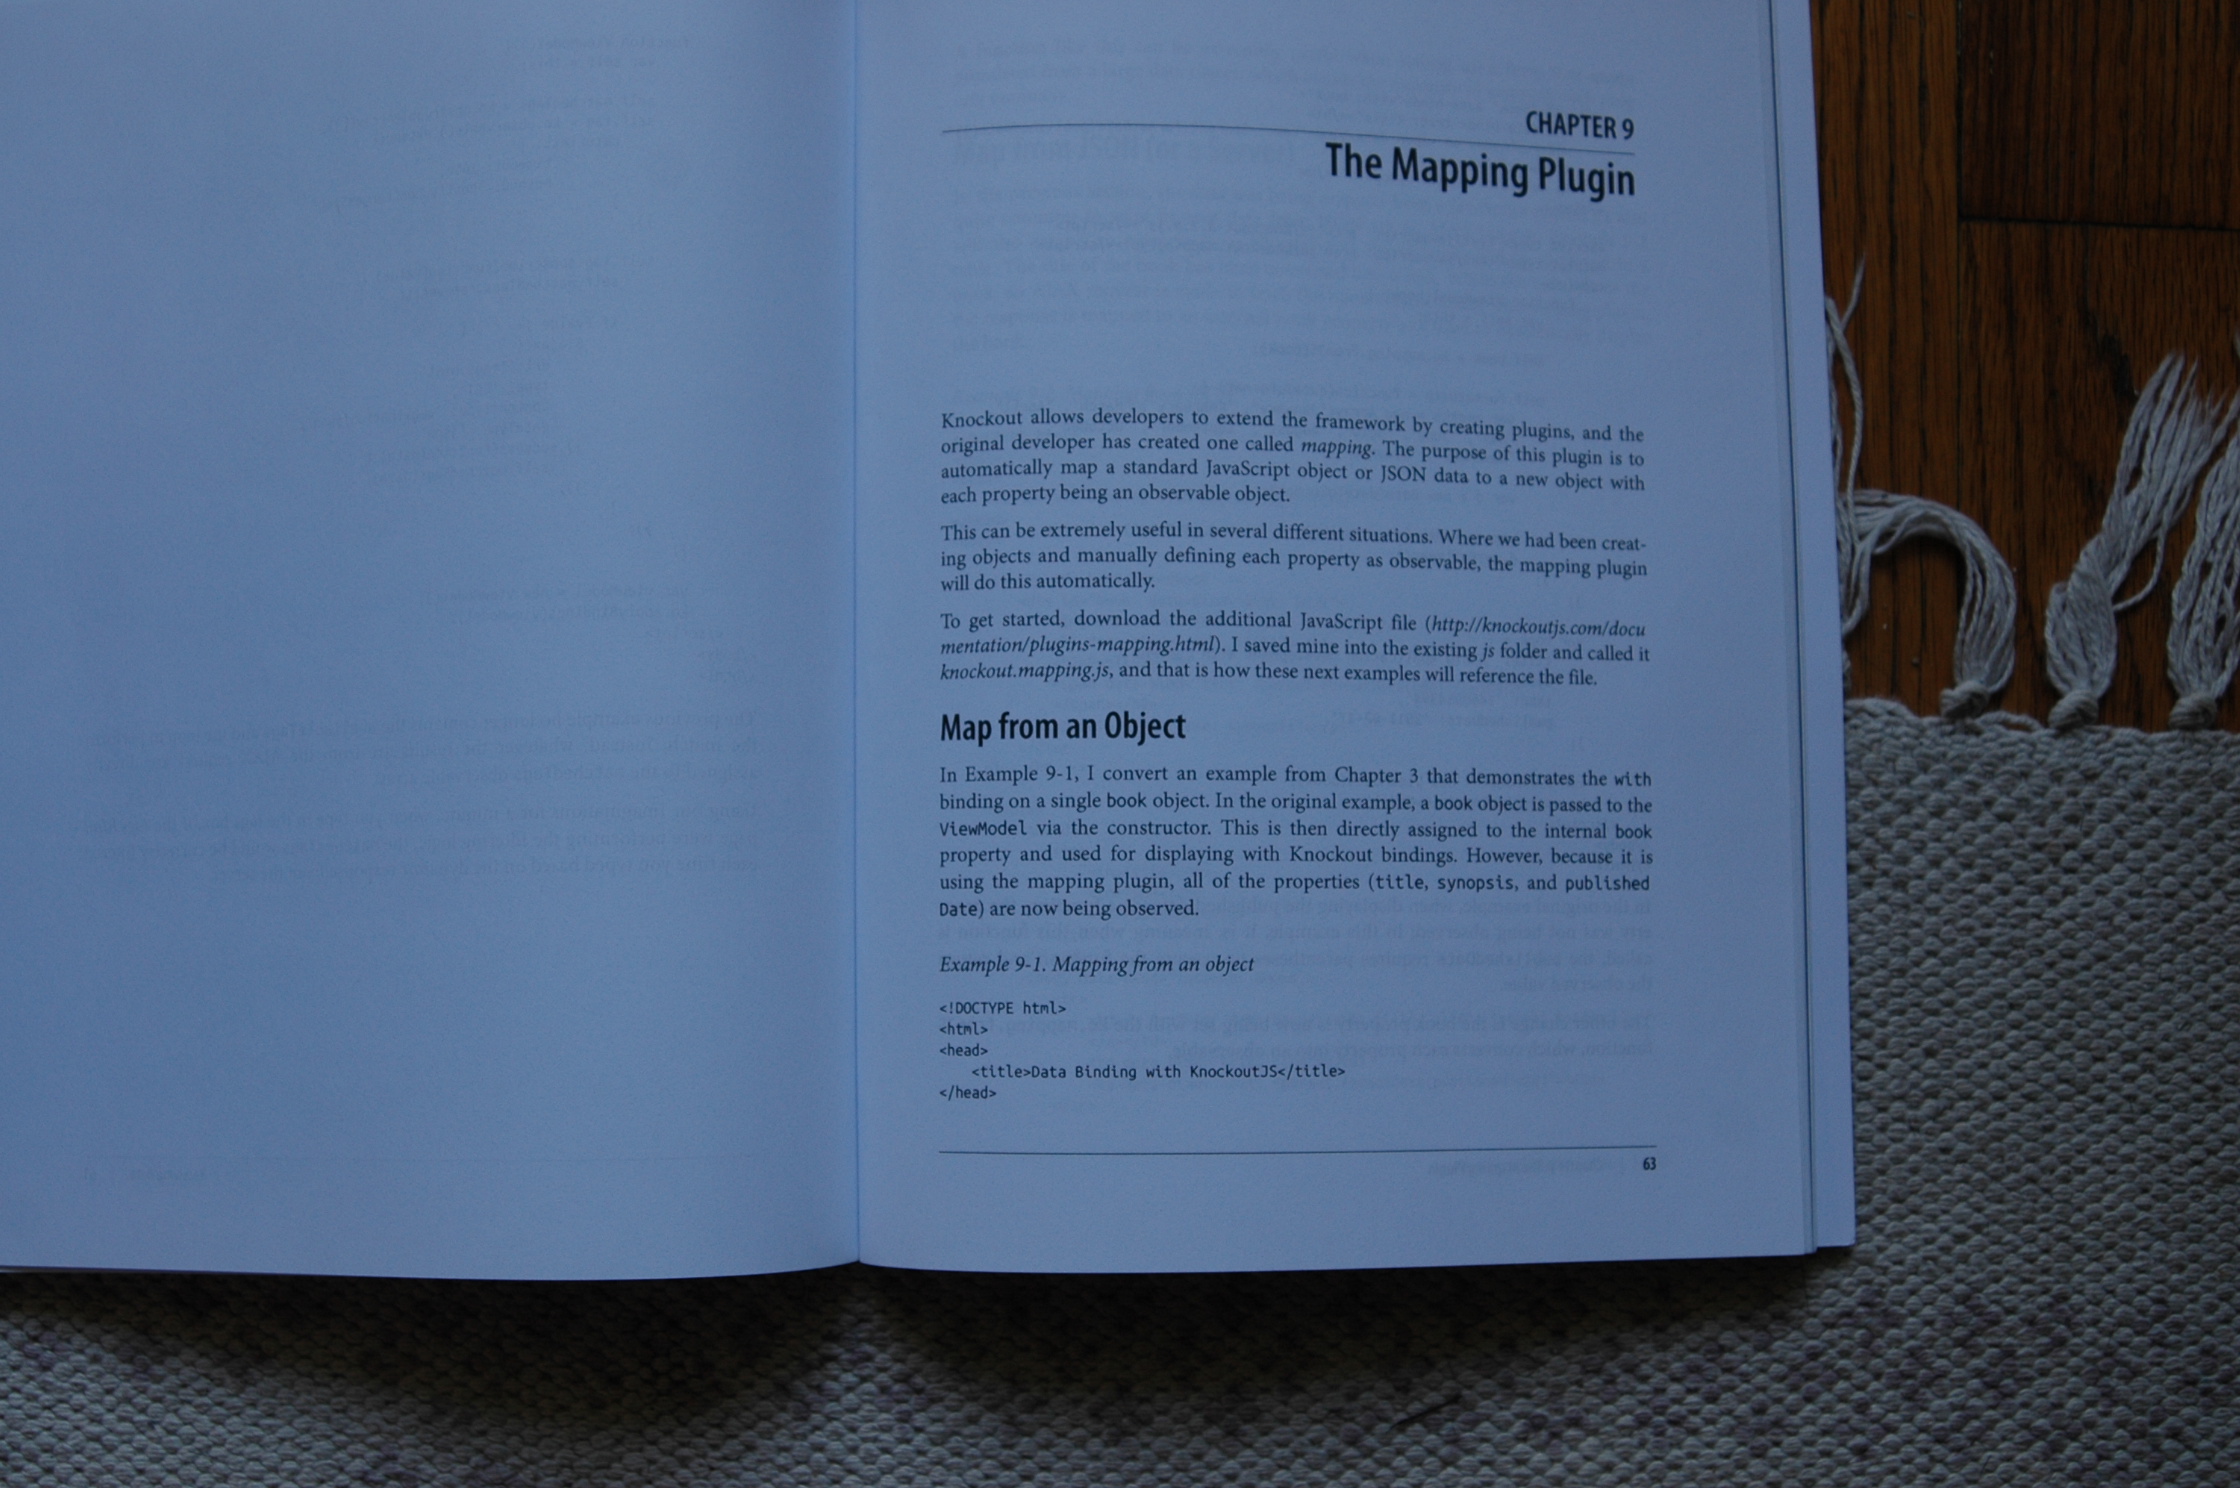 CHAPTER 9
The Mapping Plugin
Knockout allows developers to extend the framework by creating plugins, and the
original developer has created one called mapping. The purpose of this plugin is to
automatically map a standard JavaScript object or JSON data to a new object with
each property being an observable object.
This can be extremely useful in several different situations. Where we had been creat-
ing objects and manually defining each property as observable, the mapping plugin
will do this automatically.
To get started, download the additional JavaScript file (http://knockoutjs.com/docu
mentation/plugins-mapping.html). I saved mine into the existing js folder and called it
knockout.mapping.js, and that is how these next examples will reference the file.
Map from an Object
In Example 9-1, I convert an example from Chapter 3 that demonstrates the with
binding on a single book object. In the original example, a book object is passed to the
ViewModel via the constructor. This is then directly assigned to the internal book
property and used for displaying with Knockout bindings. However, because it is
using the mapping plugin, all of the properties (title, synopsis, and published
Date) are now being observed.
Example 9-1. Mapping from an object
<!DOCTYPE html>
<html>
<head>
<title>Data Binding with KnockoutJS</title>
</head>
63